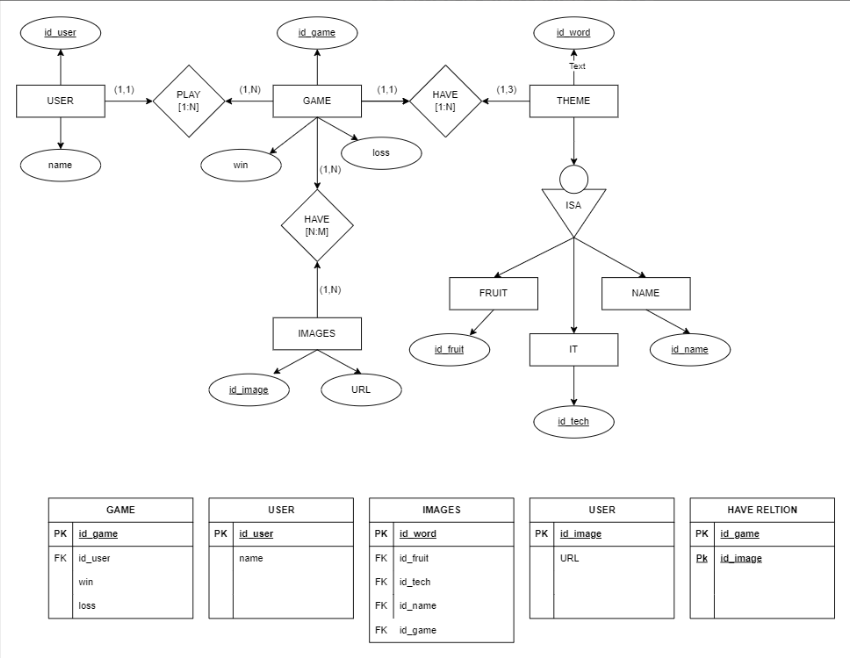 id_user
id_game
id_word
Text
(1,1)
(1,N)
(1,1)
(1,3)
USER
PLAY
[1:N]
GAME
HAVE
[1:N]
THEME
name
win
loss
(1,N)
ISA
HAVE
[N:M]
(1,N)
FRUIT
NAME
IMAGES
id_fruit
IT
id_name
id_image
URL
id_tech
GAME
PK id_game
FK id_user
win
loss
USER
PK id_user
name
IMAGES
PK id_word
FK id_fruit
FK id_tech
FK id_name
FK id_game
USER
PK id_image
URL
HAVE RELTION
PK id_game
Pk id_image